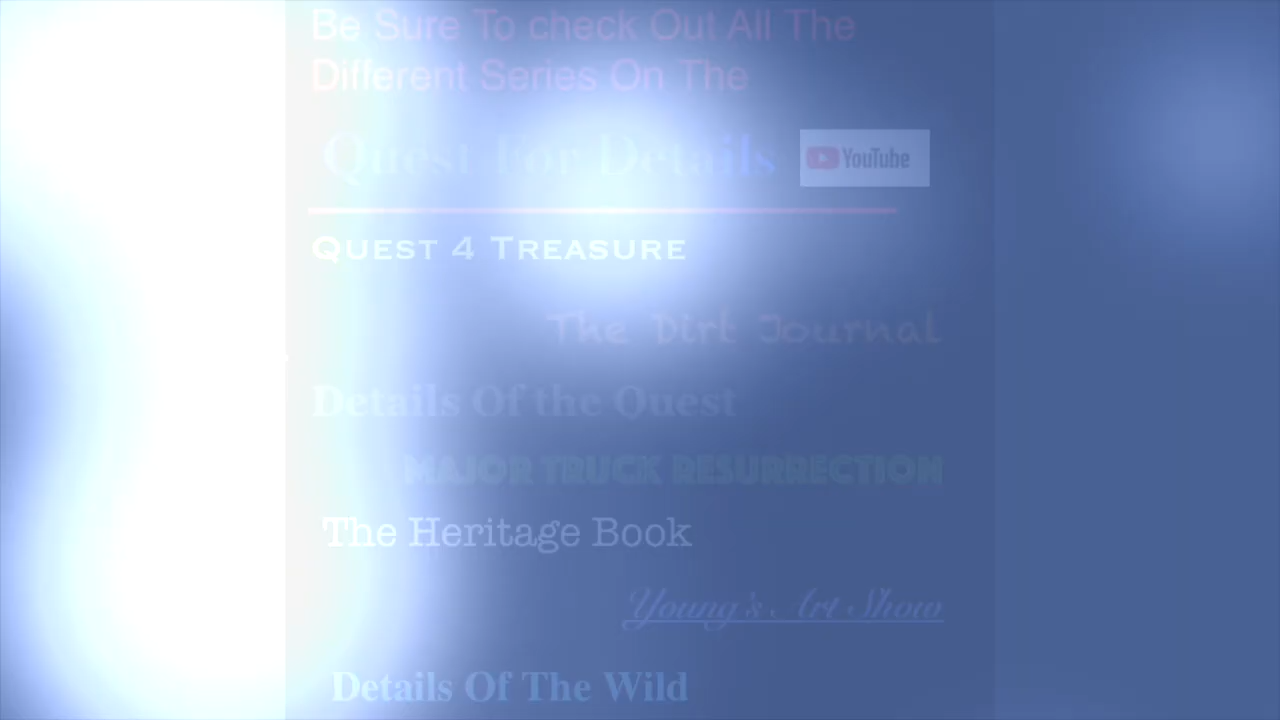 Be Sure To check Out All The
Different Series On The
Quest For Details YouTube
Quest 4 Treasure
The Dirt Journal
Details Of the Quest
Major Truck Resurrection
The Heritage Book
Young's Art Show
Details Of The Wild